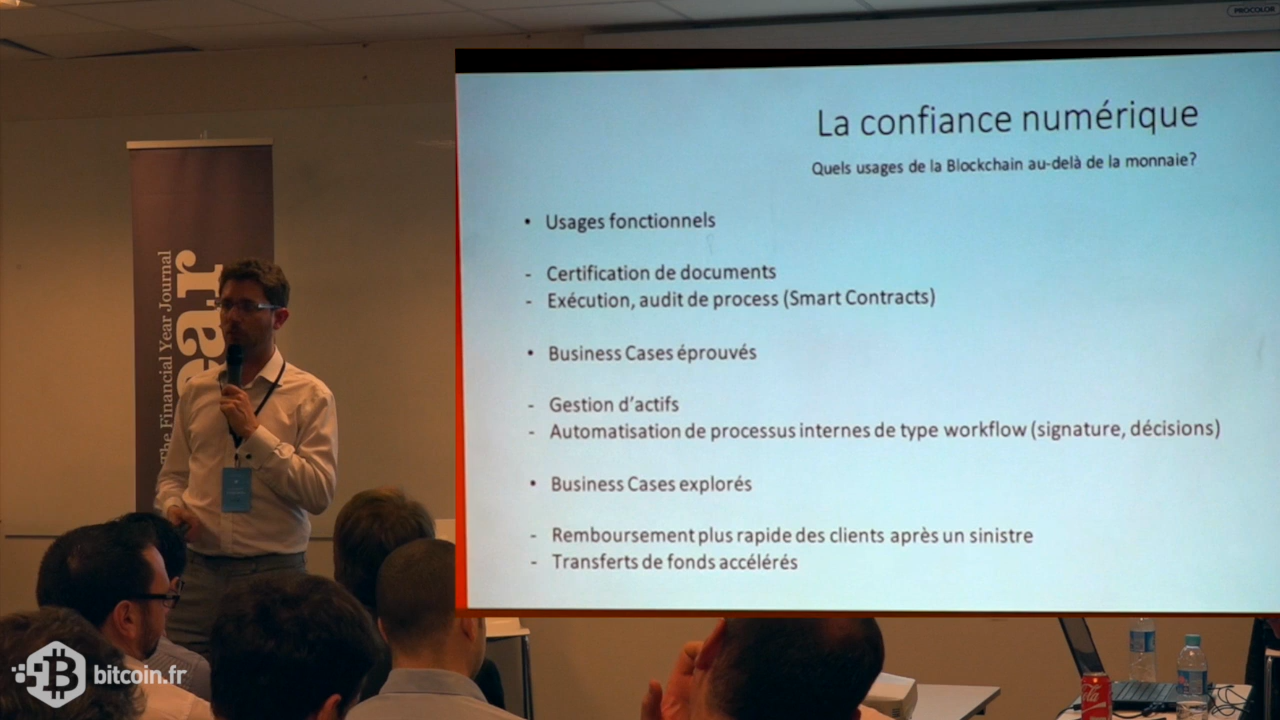 PROCOLOR
La confiance numérique
Quels usages de la Blockchain au-delà de la monnaie?
• Usages fonctionnels
- Certification de documents
- Exécution, audit de process (Smart Contracts)
• Business Cases éprouvés
- Gestion d'actifs
- Automatisation de processus internes de type workflow (signature, décisions)
• Business Cases explorés
- Remboursement plus rapide des clients après un sinistre
- Transferts de fonds accélérés
The Financial Year Journal
bitcoin.fr